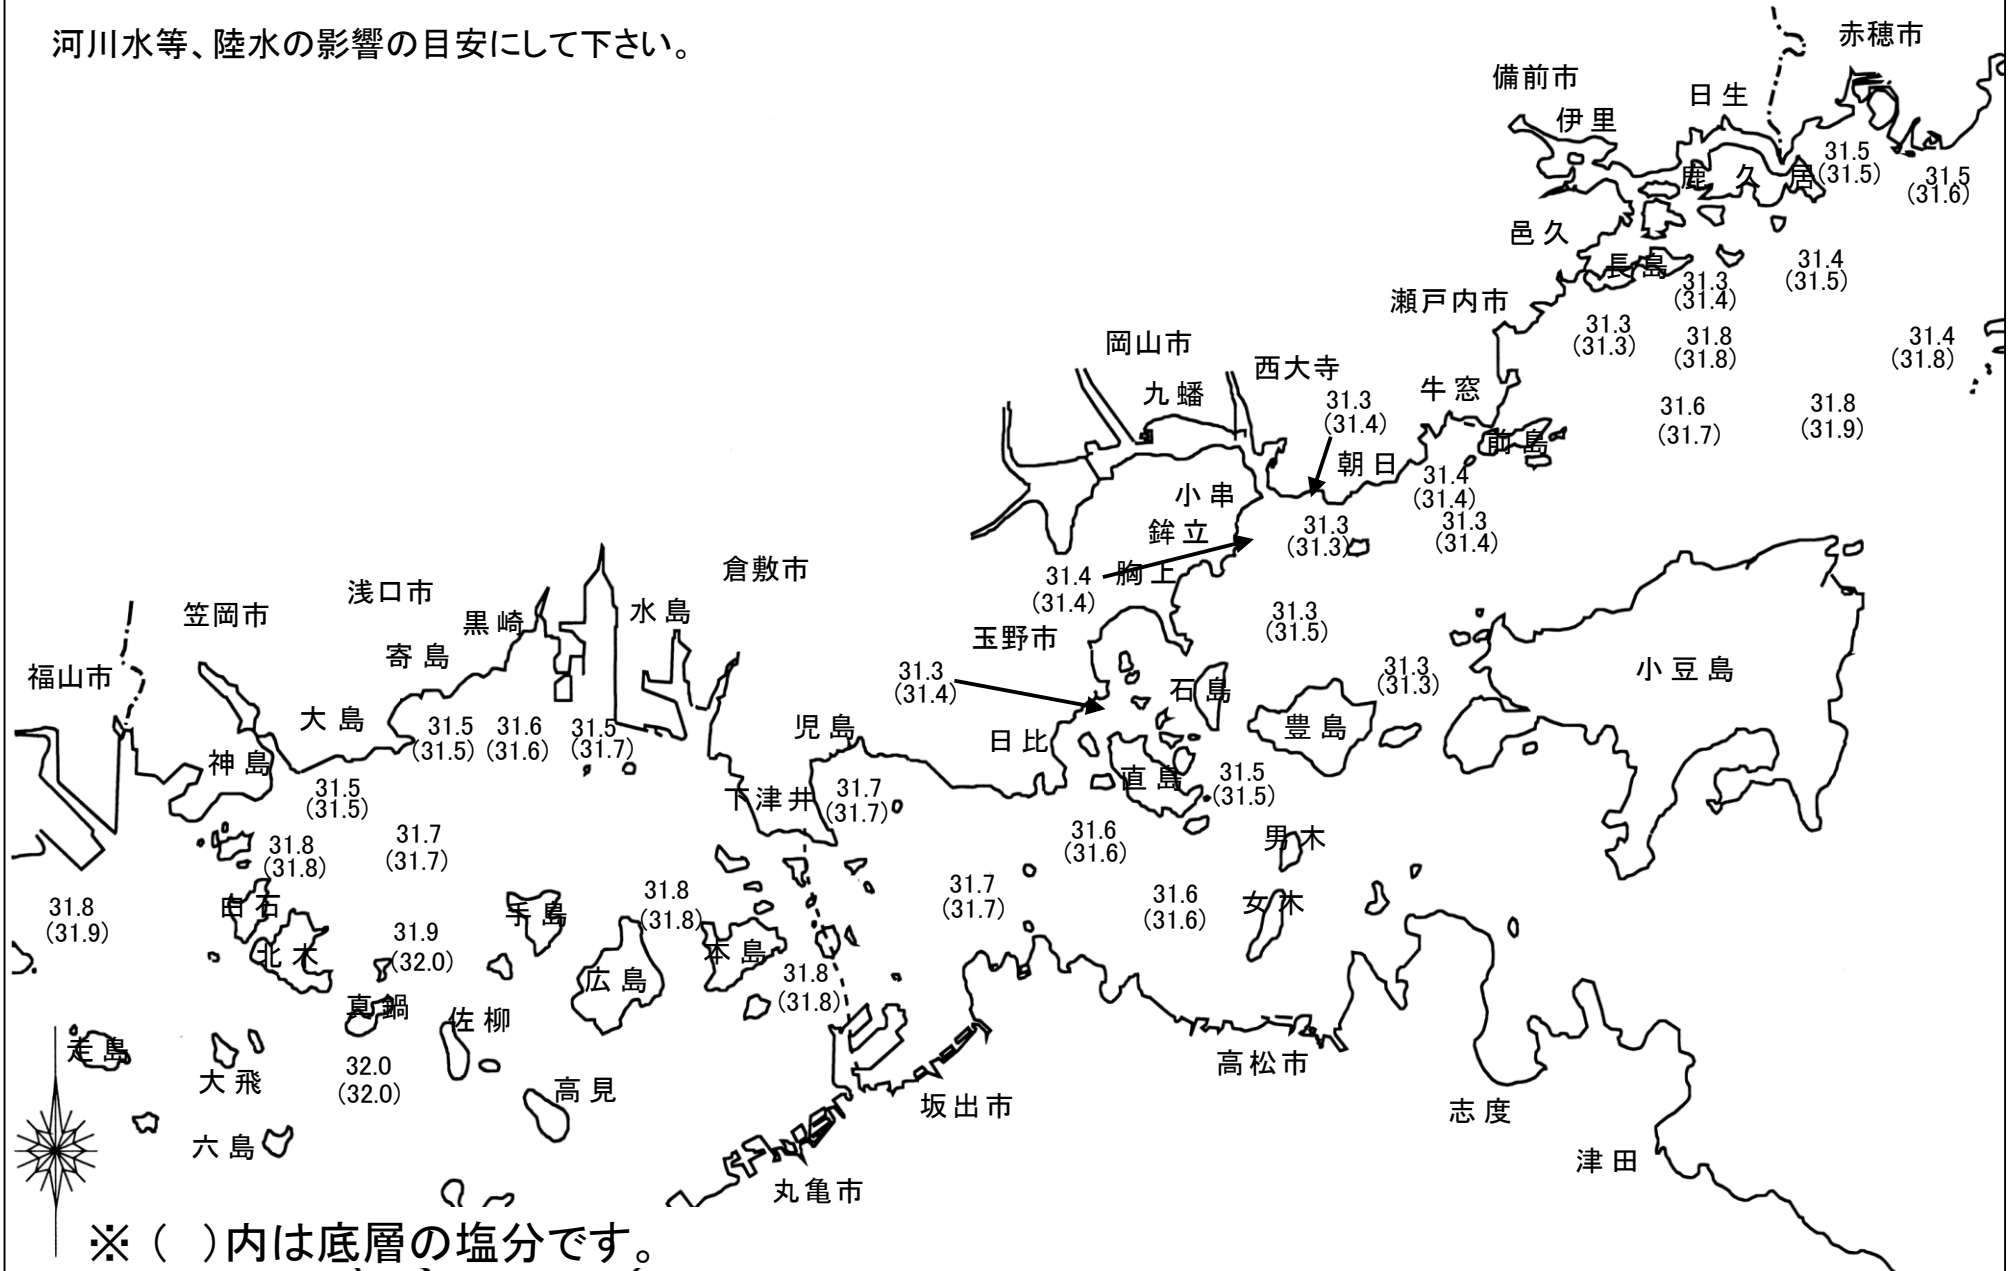 河川水等、陸水の影響の目安にして下さい。
赤穂市
備前市
日生
伊里
31.5
(31.5)
鹿久居
31.5
(31.6)
邑久
長島
31.4
(31.5)
31.3
(31.4)
瀬戸内市
31.3
(31.3)
31.8
(31.8)
31.4
(31.8)
岡山市
西大寺
九蟠
牛窓
31.3
(31.4)
31.6
(31.7)
31.8
(31.9)
前島
朝日
31.4
(31.4)
小串
31.3
(31.4)
鉾立
31.3
(31.3)
胸上
31.4
(31.4)
倉敷市
浅口市
笠岡市
黒崎
水島
31.3
(31.5)
玉野市
寄島
福山市
31.3
(31.4)
31.3
(31.3)
小豆島
石島
大島
31.5
(31.5)
31.6
(31.6)
31.5
(31.7)
児島
日比
豊島
神島
直島
31.5
(31.5)
31.5
(31.5)
下津井
31.7
(31.7)
31.8
(31.8)
31.7
(31.7)
31.6
(31.6)
男木
31.8
(31.9)
白石
手島
31.8
(31.8)
31.7
(31.7)
31.6
(31.6)
女木
31.9
(32.0)
北木
本島
広島
31.8
(31.8)
真鍋
佐柳
走島
大飛
32.0
(32.0)
高見
高松市
坂出市
志度
六島
津田
丸亀市
※（　）内は底層の塩分です。